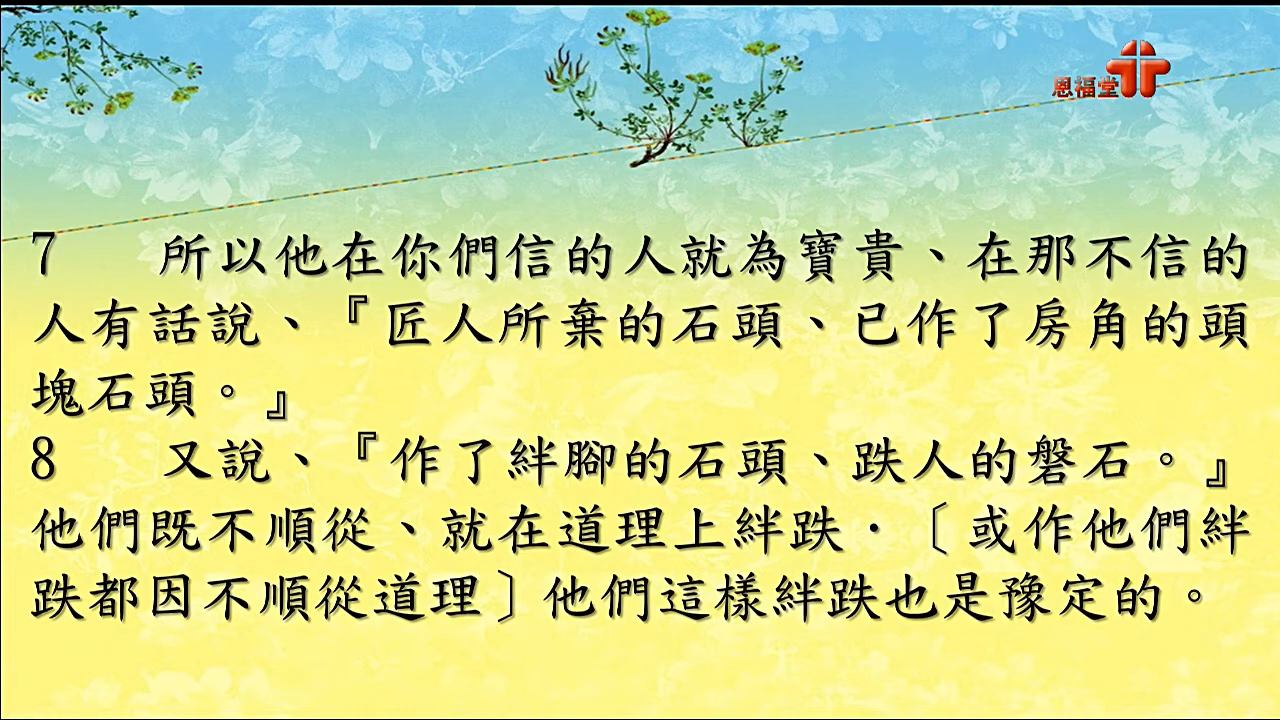 恩福堂
7 所以他在你們信的人就為寶貴、在那不信的
人有話說、『匠人所棄的石頭、已作了房角的頭
塊石頭。』
8 又說、『作了絆腳的石頭、跌人的磐石。』
他們既不順從、就在道理上絆跌．〔或作他們絆
跌都因不順從道理〕他們這樣絆跌也是豫定的。